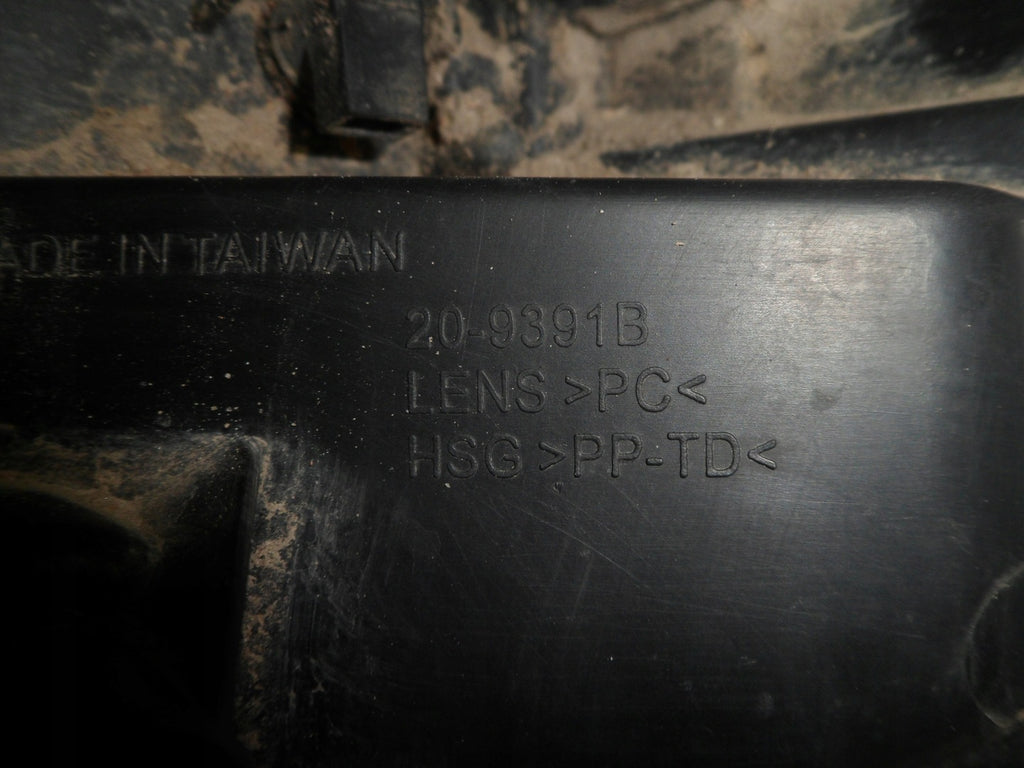 ADE IN TAIWAN
20-9391B
LENS >PC<
HSG >PP-TD<